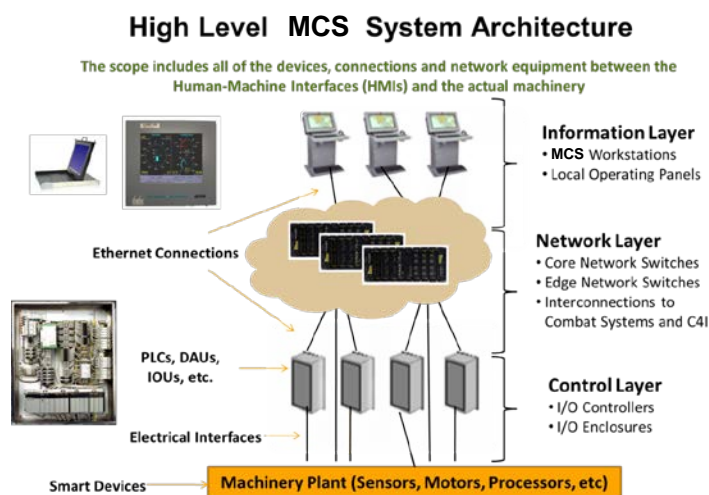 High Level MCS System Architecture
The scope includes all of the devices, connections and network equipment between the
Human-Machine Interfaces (HMIs) and the actual machinery
Information Layer
• MCS Workstations
• Local Operating Panels
Ethernet Connections
Network Layer
• Core Network Switches
• Edge Network Switches
• Interconnections to
Combat Systems and C4I
PLCs, DAUs,
IOUs, etc.
Control Layer
• I/O Controllers
• I/O Enclosures
Electrical Interfaces
Smart Devices
Machinery Plant (Sensors, Motors, Processors, etc)